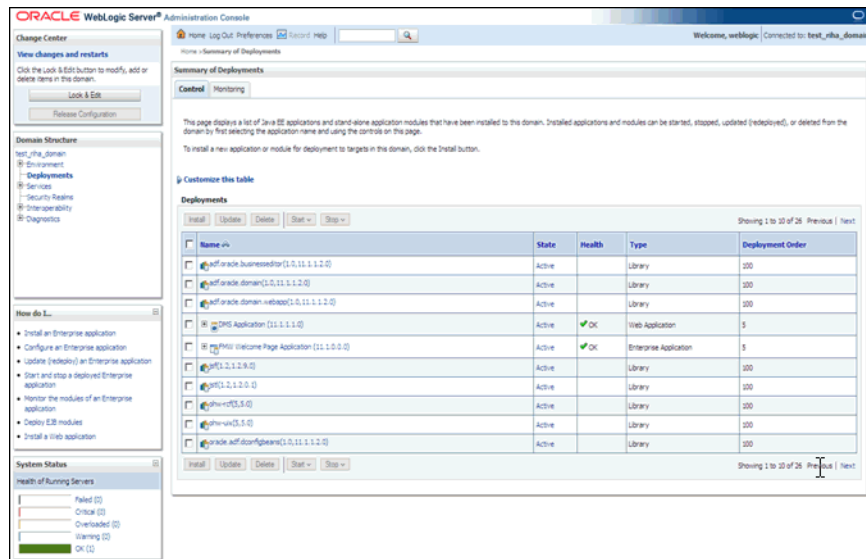 ORACLE WebLogic Server® Administration Console
Change Center
View changes and restarts
Click the Lock & Edit button to modify, add or
delete items in this domain.
Lock & Edit
Release Configuration
Domain Structure
test_riha_domain
Environment
Deployments
Services
Security Realms
Interoperability
Diagnostics
How do I...
Install an Enterprise application
Configure an Enterprise application
Update (redeploy) an Enterprise application
Start and stop a deployed Enterprise
application
Monitor the modules of an Enterprise
application
Deploy EJB modules
Install a Web application
System Status
Health of Running Servers
Failed (0)
Critical (0)
Overloaded (0)
Warning (0)
OK (1)
Home Log Out Preferences Record Help
Welcome, weblogic Connected to: test_riha_domain
Home >Summary of Deployments
Summary of Deployments
Control Monitoring
This page displays a list of Java EE applications and stand-alone application modules that have been installed to this domain. Installed applications and modules can be started, stopped, updated (redeployed), or deleted from the
domain by first selecting the application name and using the controls on this page.
To install a new application or module for deployment to targets in this domain, click the Install button.
Customize this table
Deployments
Install Update Delete Start Stop Showing 1 to 10 of 26 Previous | Next
Name State Health Type Deployment Order
adf.oracle.businesseditor(1.0,11.1.1.2.0) Active Library 100
adf.oracle.domain(1.0,11.1.1.2.0) Active Library 100
adf.oracle.domain.webapp(1.0,11.1.1.2.0) Active Library 100
DMS Application (11.1.1.1.0) Active OK Web Application 5
FMW Welcome Page Application (11.1.0.0.0) Active OK Enterprise Application 5
jsf(1.2,1.2.9.0) Active Library 100
jstl(1.2,1.2.0.1) Active Library 100
ohw-rcf(5,5.0) Active Library 100
ohw-uix(5,5.0) Active Library 100
oracle.adf.dconfigbeans(1.0,11.1.1.2.0) Active Library 100
Install Update Delete Start Stop Showing 1 to 10 of 26 Previous | Next